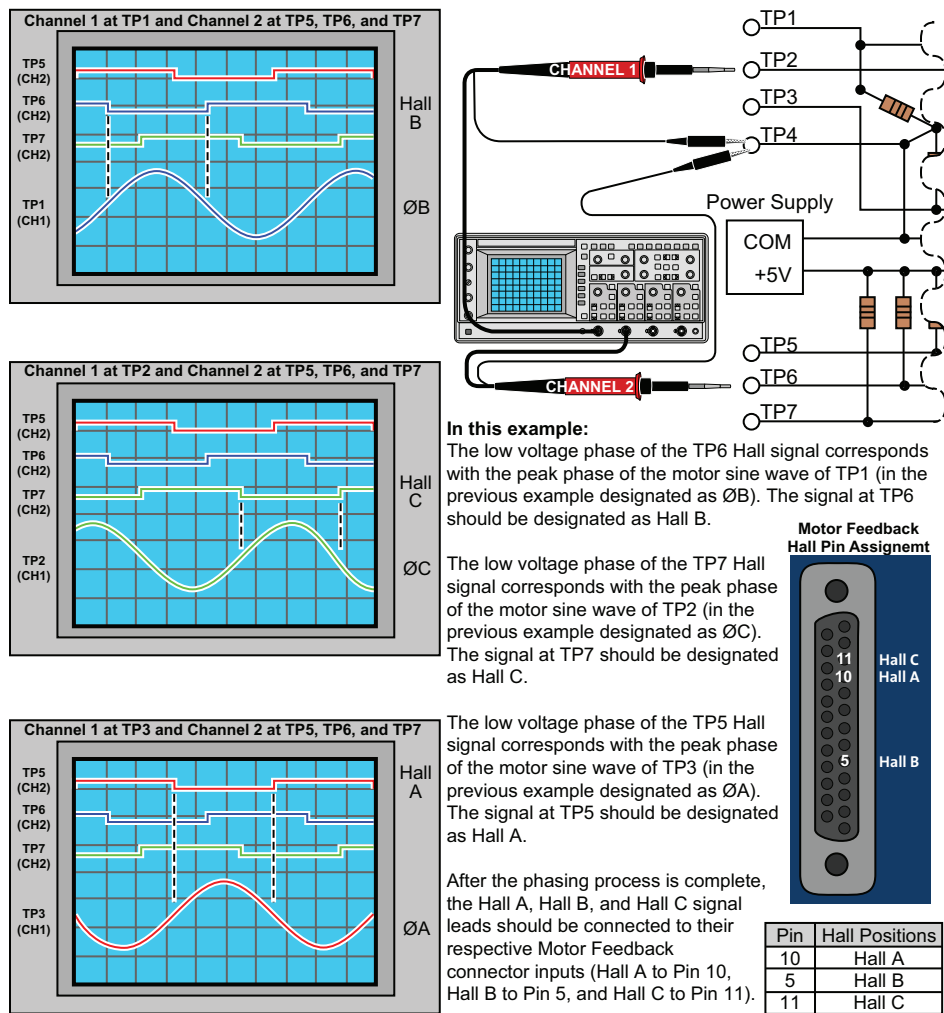 Channel 1 at TP1 and Channel 2 at TP5, TP6, and TP7
TP5
(CH2)
TP6
(CH2)
TP7
(CH2)
TP1
(CH1)
Hall
B
ØB
Channel 1 at TP2 and Channel 2 at TP5, TP6, and TP7
TP5
(CH2)
TP6
(CH2)
TP7
(CH2)
TP2
(CH1)
Hall
C
ØC
Channel 1 at TP3 and Channel 2 at TP5, TP6, and TP7
TP5
(CH2)
TP6
(CH2)
TP7
(CH2)
TP3
(CH1)
Hall
A
ØA
TP1
CHANNEL 1
TP2
TP3
TP4
Power Supply
COM
+5V
TP5
CHANNEL 2
TP6
TP7
In this example:
The low voltage phase of the TP6 Hall signal corresponds
with the peak phase of the motor sine wave of TP1 (in the
previous example designated as ØB). The signal at TP6
should be designated as Hall B.
The low voltage phase of the TP7 Hall
signal corresponds with the peak phase
of the motor sine wave of TP2 (in the
previous example designated as ØC).
The signal at TP7 should be designated
as Hall C.
The low voltage phase of the TP5 Hall
signal corresponds with the peak phase
of the motor sine wave of TP3 (in the
previous example designated as ØA).
The signal at TP5 should be designated
as Hall A.
After the phasing process is complete,
the Hall A, Hall B, and Hall C signal
leads should be connected to their
respective Motor Feedback
connector inputs (Hall A to Pin 10,
Hall B to Pin 5, and Hall C to Pin 11).
Motor Feedback
Hall Pin Assignemt
11 Hall C
10 Hall A
5 Hall B
Pin Hall Positions
10 Hall A
5 Hall B
11 Hall C